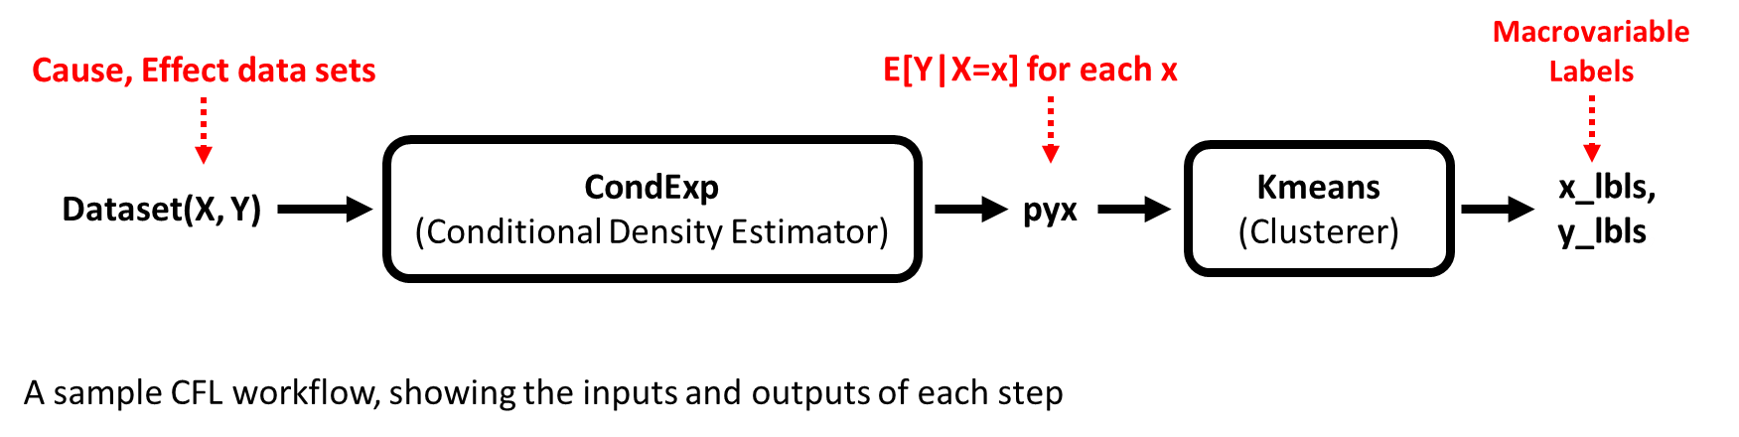 Cause, Effect data sets
E[Y|X=x] for each x
Macrovariable
Labels
Dataset(X, Y)
CondExp
(Conditional Density Estimator)
pyx
Kmeans
(Clusterer)
x_lbls,
y_lbls
A sample CFL workflow, showing the inputs and outputs of each step